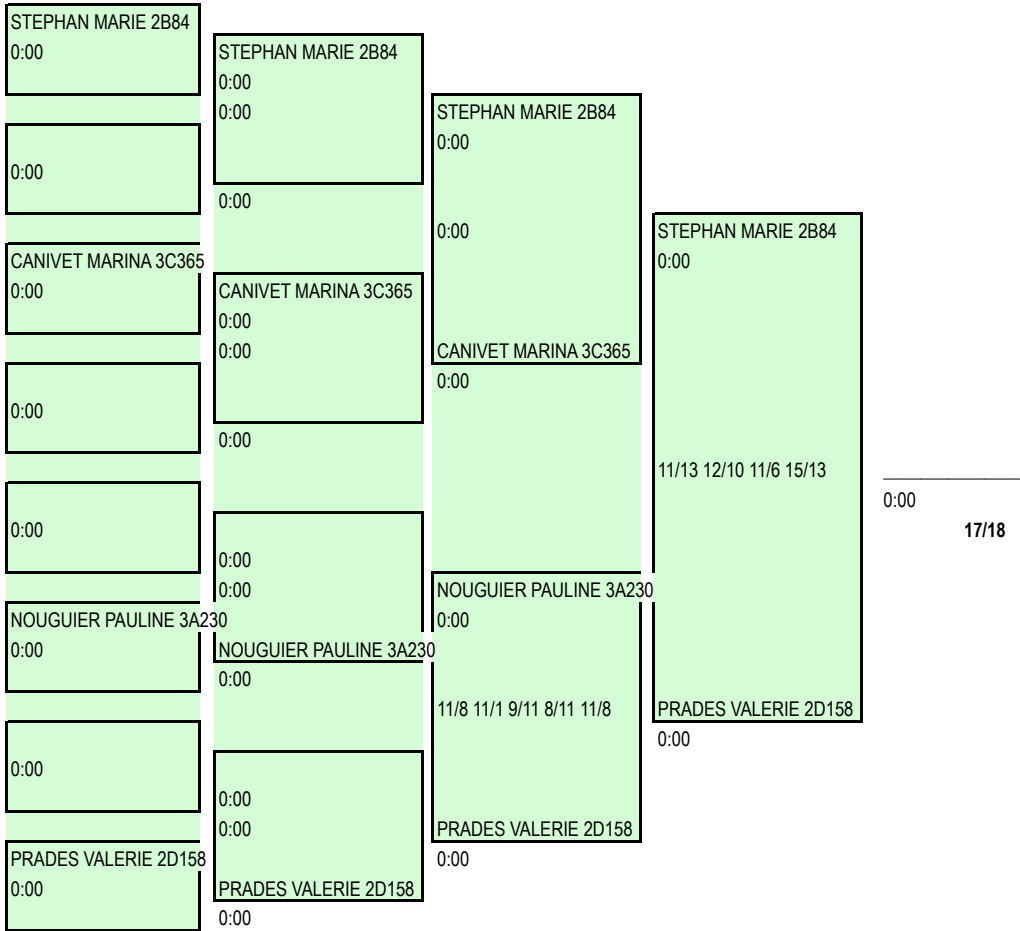 STEPHAN MARIE 2B84
0:00
0:00
CANIVET MARINA 3C365
0:00
0:00
0:00
NOUGUIER PAULINE 3A230
0:00
0:00
PRADES VALERIE 2D158
0:00
STEPHAN MARIE 2B84
0:00
0:00
0:00
CANIVET MARINA 3C365
0:00
0:00
0:00
0:00
0:00
NOUGUIER PAULINE 3A230
0:00
0:00
0:00
PRADES VALERIE 2D158
0:00
STEPHAN MARIE 2B84
0:00
0:00
CANIVET MARINA 3C365
0:00
NOUGUIER PAULINE 3A230
0:00
11/8 11/1 9/11 8/11 11/8
PRADES VALERIE 2D158
0:00
STEPHAN MARIE 2B84
0:00
11/13 12/10 11/6 15/13
PRADES VALERIE 2D158
0:00
0:00
17/18